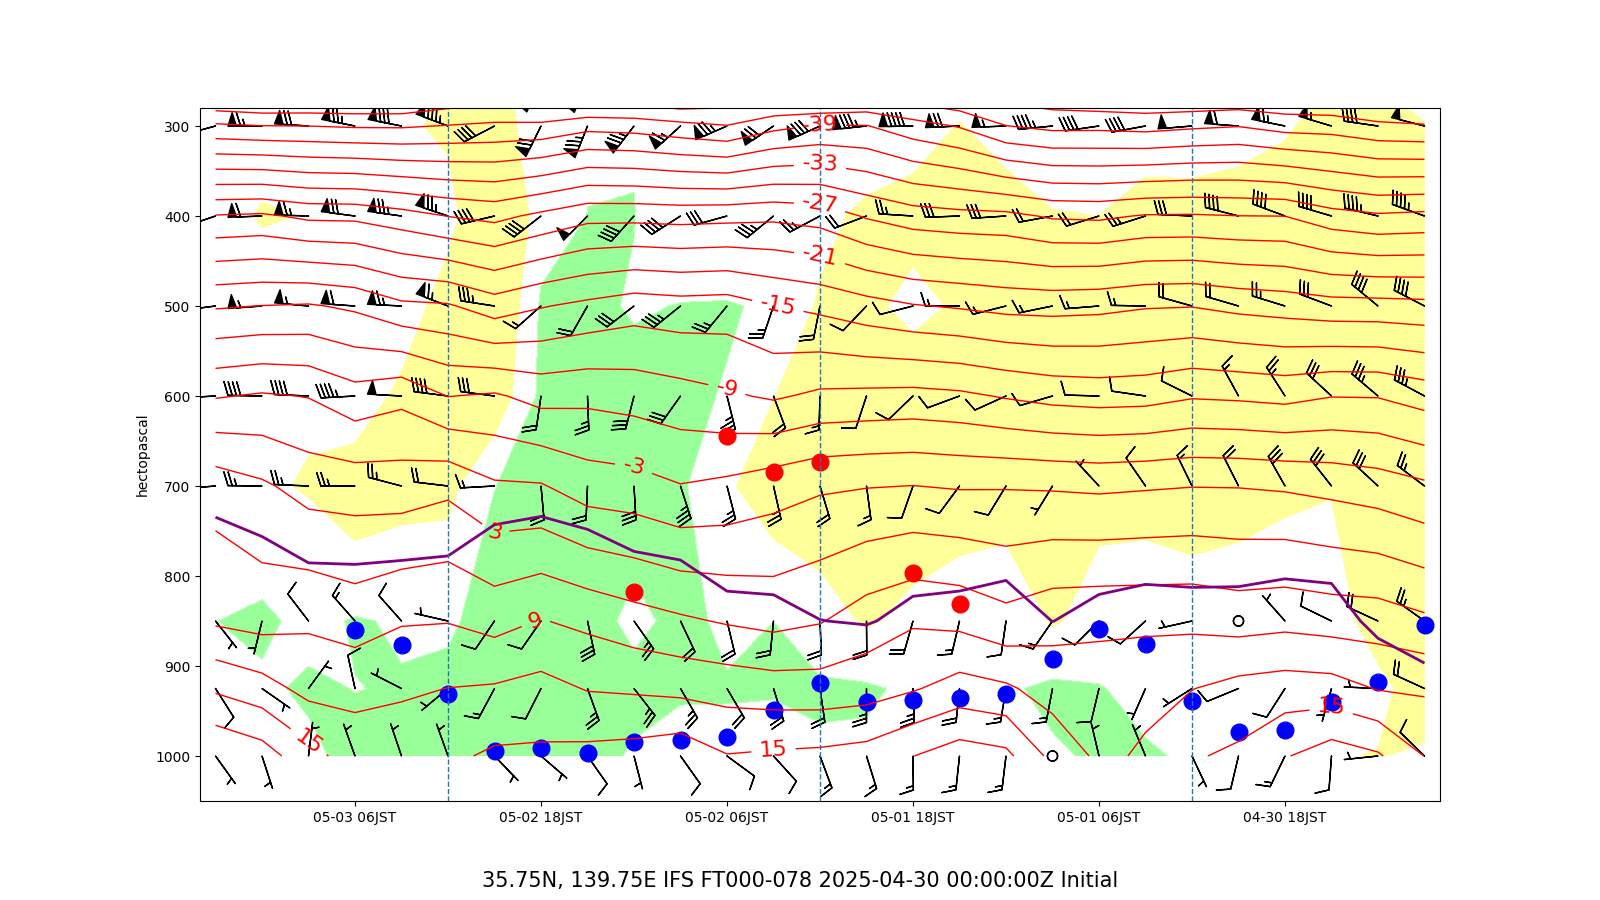 300
400
500
600
700
800
900
1000
hectopascal
-39
-33
-27
-21
-15
-9
-3
3
9
15
15
15
05-03 06JST
05-02 18JST
05-02 06JST
05-01 18JST
05-01 06JST
04-30 18JST
35.75N, 139.75E IFS FT000-078 2025-04-30 00:00:00Z Initial